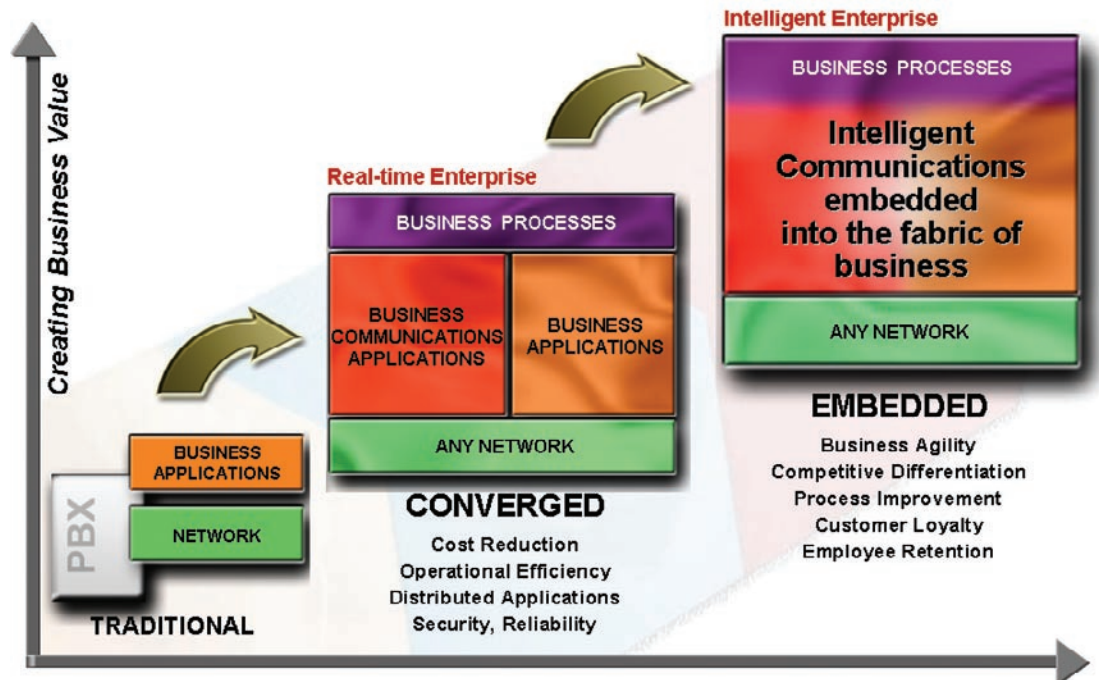 Creating Business Value
PBX
BUSINESS
APPLICATIONS
NETWORK
TRADITIONAL
Real-time Enterprise
BUSINESS PROCESSES
BUSINESS
COMMUNICATIONS
APPLICATIONS
BUSINESS
APPLICATIONS
ANY NETWORK
CONVERGED
Cost Reduction
Operational Efficiency
Distributed Applications
Security, Reliability
Intelligent Enterprise
BUSINESS PROCESSES
Intelligent
Communications
embedded
into the fabric of
business
ANY NETWORK
EMBEDDED
Business Agility
Competitive Differentiation
Process Improvement
Customer Loyalty
Employee Retention